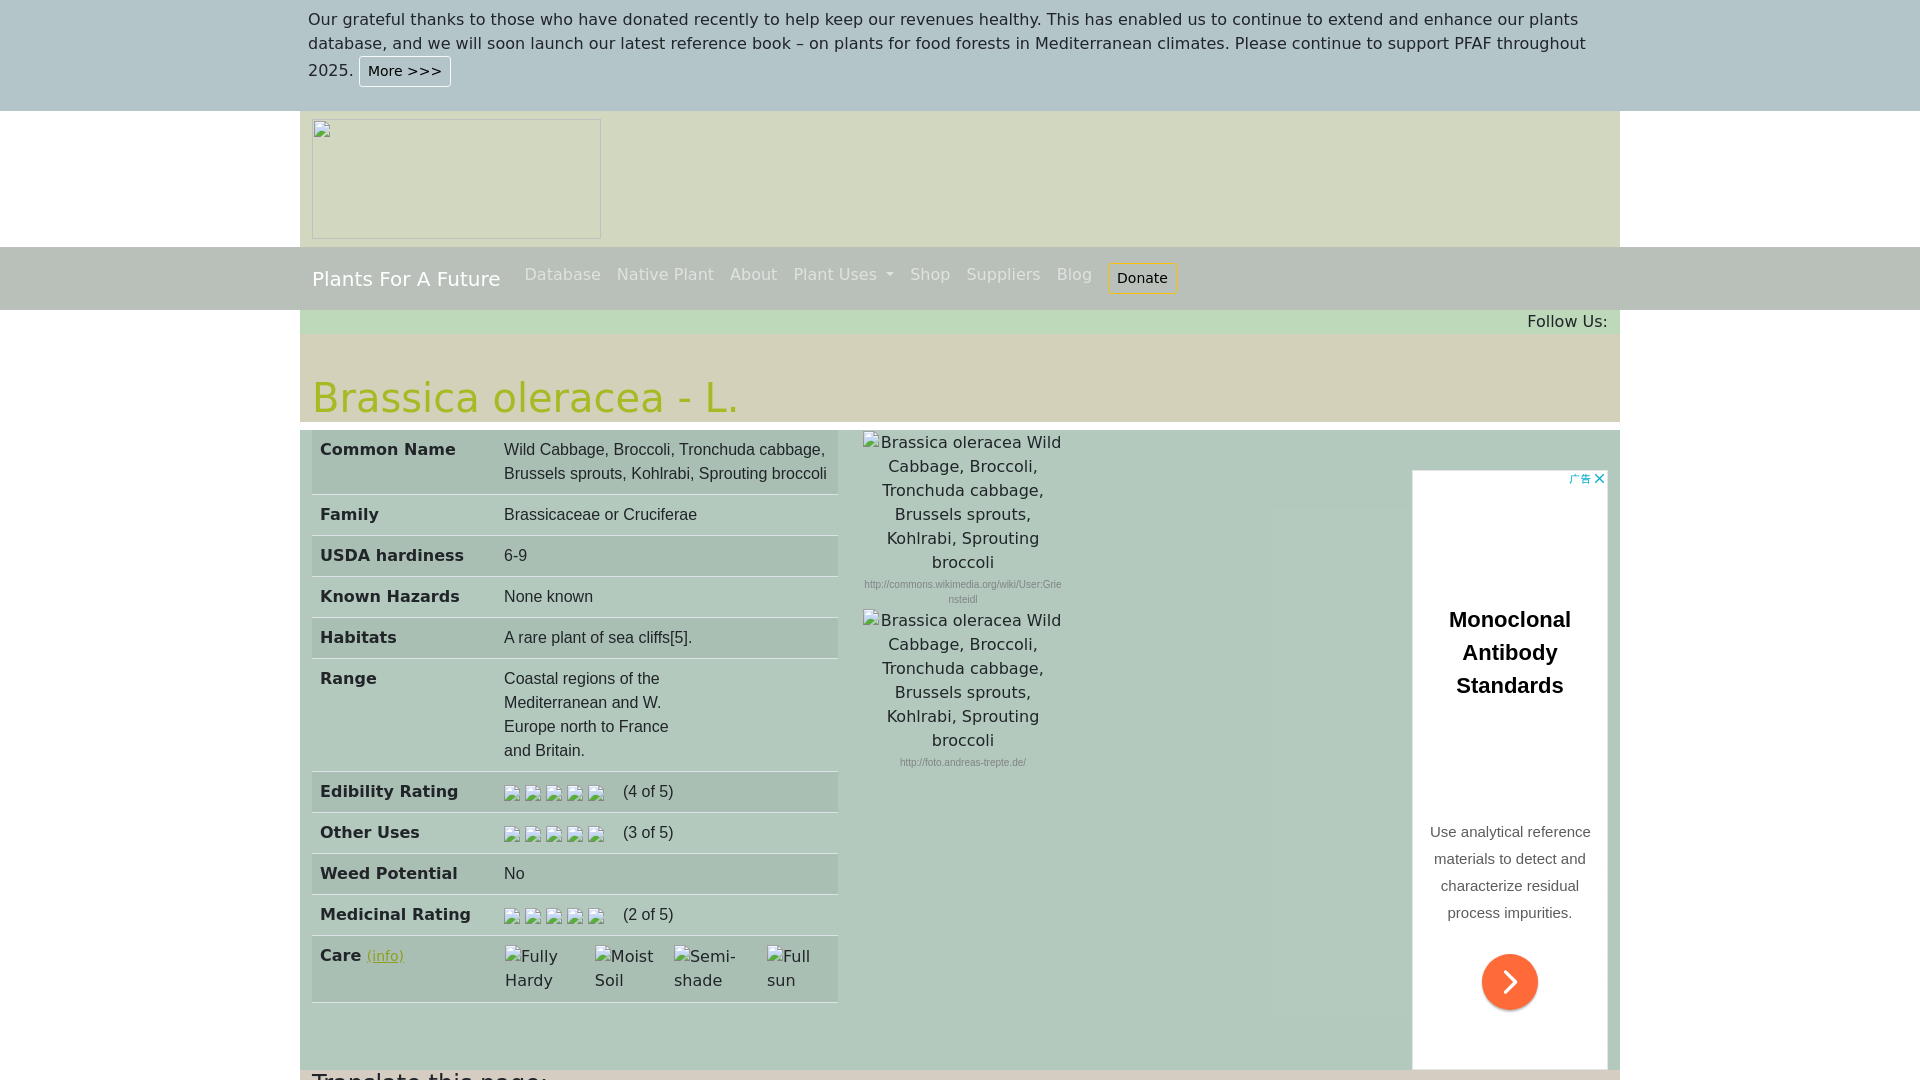 Our grateful thanks to those who have donated recently to help keep our revenues healthy. This has enabled us to continue to extend and enhance our plants
database, and we will soon launch our latest reference book – on plants for food forests in Mediterranean climates. Please continue to support PFAF throughout
2025. More >>>
Plants For A Future Database Native Plant About Plant Uses Shop Suppliers Blog Donate
Follow Us:
Brassica oleracea - L.
Common Name Wild Cabbage, Broccoli, Tronchuda cabbage,
Brussels sprouts, Kohlrabi, Sprouting broccoli
Family Brassicaceae or Cruciferae
USDA hardiness 6-9
Known Hazards None known
Habitats A rare plant of sea cliffs[5].
Range Coastal regions of the
Mediterranean and W.
Europe north to France
and Britain.
Edibility Rating (4 of 5)
Other Uses (3 of 5)
Weed Potential No
Medicinal Rating (2 of 5)
Care (info) Fully Moist Semi- Full
Hardy Soil shade sun
Brassica oleracea Wild
Cabbage, Broccoli,
Tronchuda cabbage,
Brussels sprouts,
Kohlrabi, Sprouting
broccoli
http://commons.wikimedia.org/wiki/User:Grie
nsteidl
Brassica oleracea Wild
Cabbage, Broccoli,
Tronchuda cabbage,
Brussels sprouts,
Kohlrabi, Sprouting
broccoli
http://foto.andreas-trepte.de/
广告
Monoclonal
Antibody
Standards
Use analytical reference
materials to detect and
characterize residual
process impurities.
Translate this page: